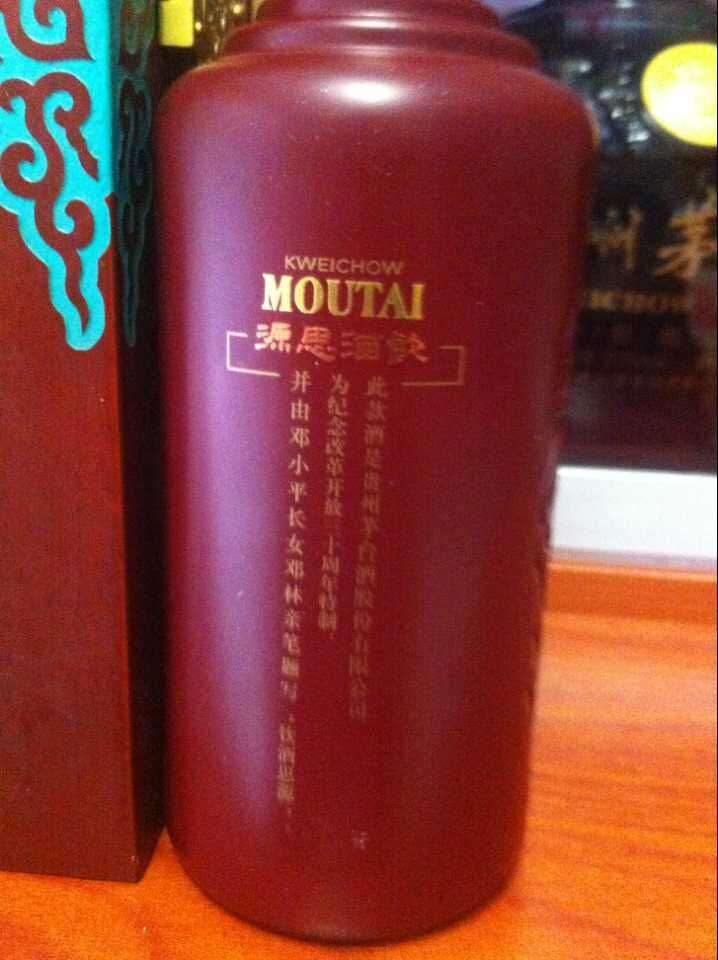 KWEICHOW
MOUTAI
飲酒思源
此款酒是贵州茅台酒股份有限公司
为纪念改革开放三十周年特制,
并由邓小平长女邓林亲笔题写“饮酒思源”.
州茅